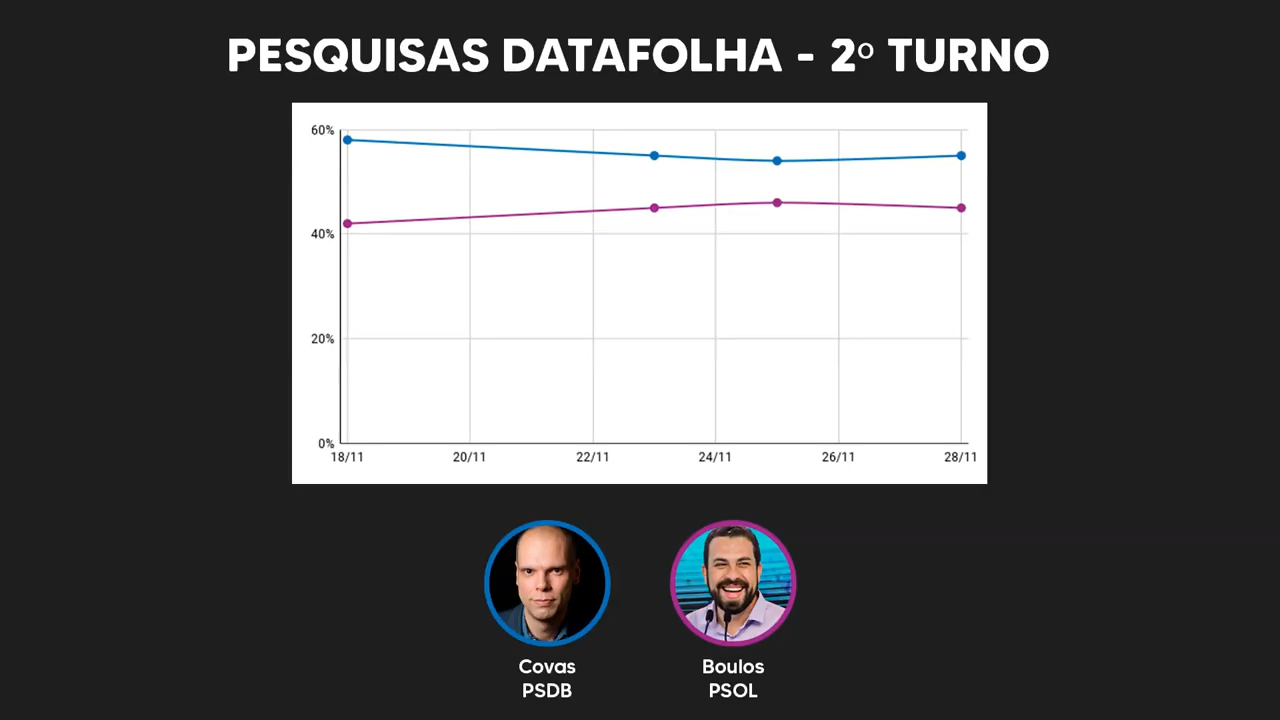 PESQUISAS DATAFOLHA - 2º TURNO
60%
40%
20%
0%
18/11 20/11 22/11 24/11 26/11 28/11
Covas
PSDB
Boulos
PSOL